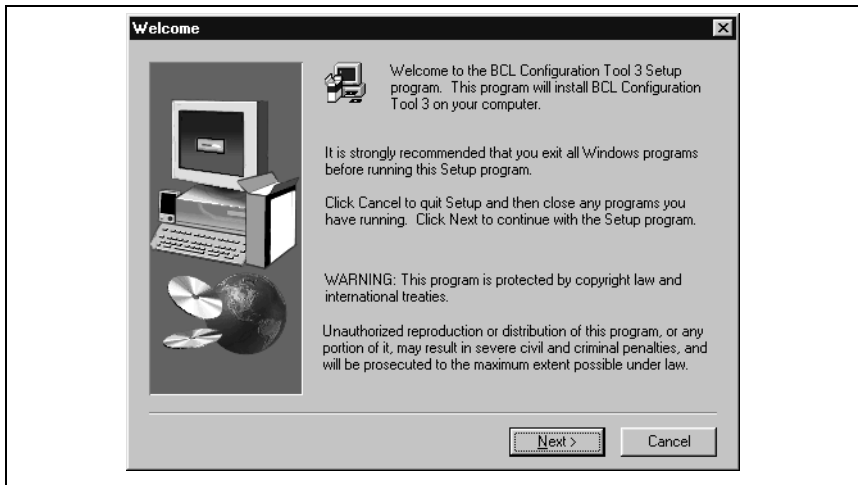 Welcome
Welcome to the BCL Configuration Tool 3 Setup
program. This program will install BCL Configuration
Tool 3 on your computer.
It is strongly recommended that you exit all Windows programs
before running this Setup program.
Click Cancel to quit Setup and then close any programs you
have running. Click Next to continue with the Setup program.
WARNING: This program is protected by copyright law and
international treaties.
Unauthorized reproduction or distribution of this program, or any
portion of it, may result in severe civil and criminal penalties, and
will be prosecuted to the maximum extent possible under law.
Next >
Cancel